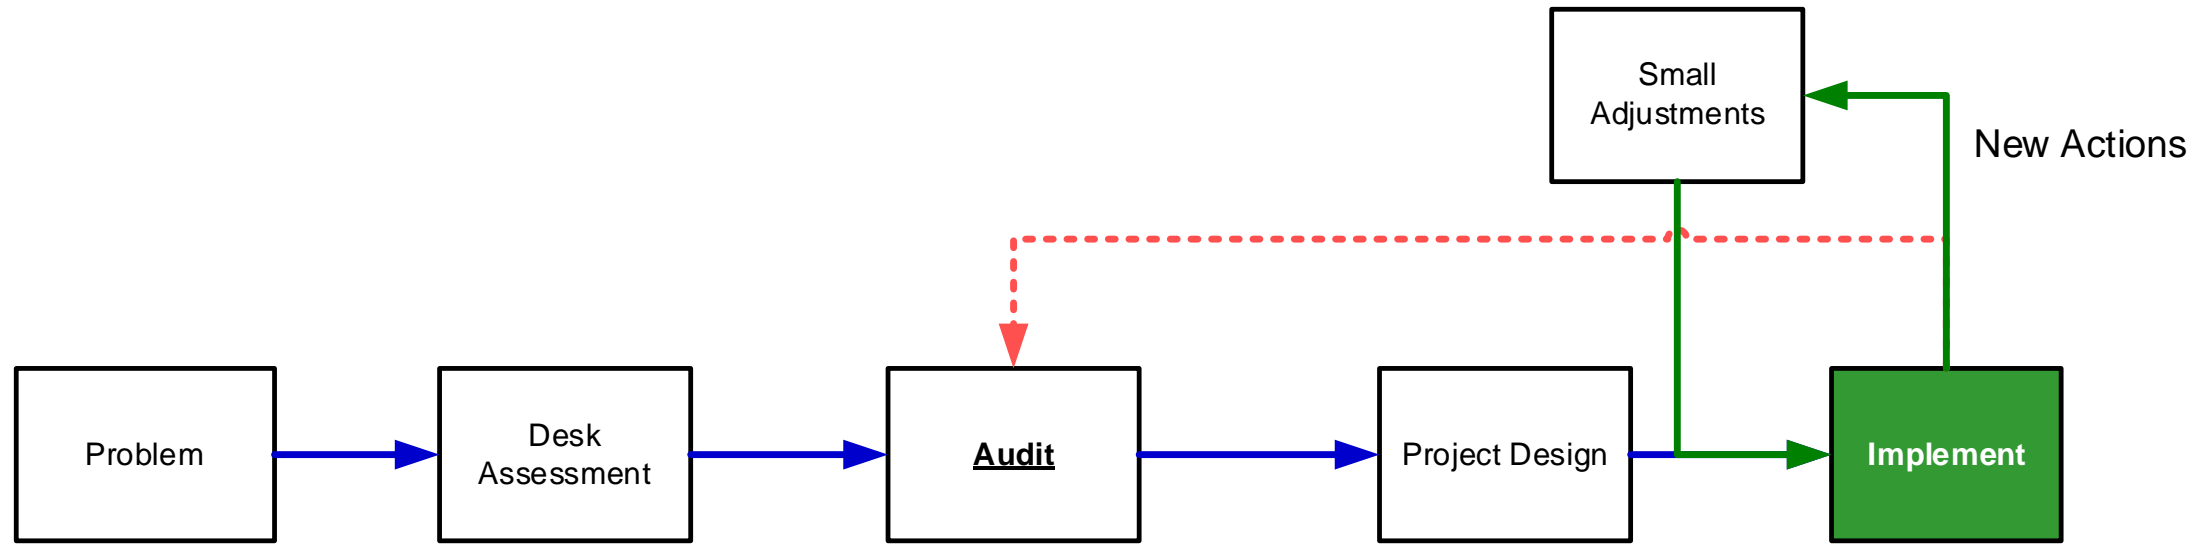 Small
Adjustments
New Actions
Problem
Desk
Assessment
Audit
Project Design
Implement